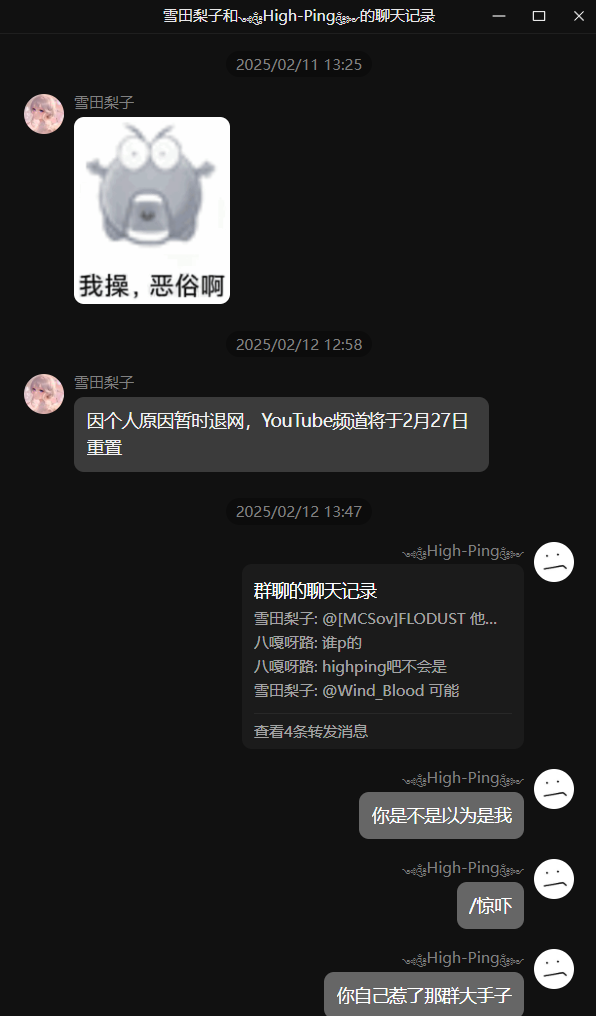 雪田梨子和༺High-Ping༻的聊天记录
2025/02/11 13:25
雪田梨子
我操，恶俗啊
2025/02/12 12:58
雪田梨子
因个人原因暂时退网，YouTube频道将于2月27日
重置
2025/02/12 13:47
༺High-Ping༻
群聊的聊天记录
雪田梨子: @[MCSov]FLODUST 他...
八嘎呀路: 谁p的
八嘎呀路: highping吧不会是
雪田梨子: @Wind_Blood 可能
查看4条转发消息
༺High-Ping༻
你是不是以为是我
༺High-Ping༻
/惊吓
༺High-Ping༻
你自己惹了那群大手子